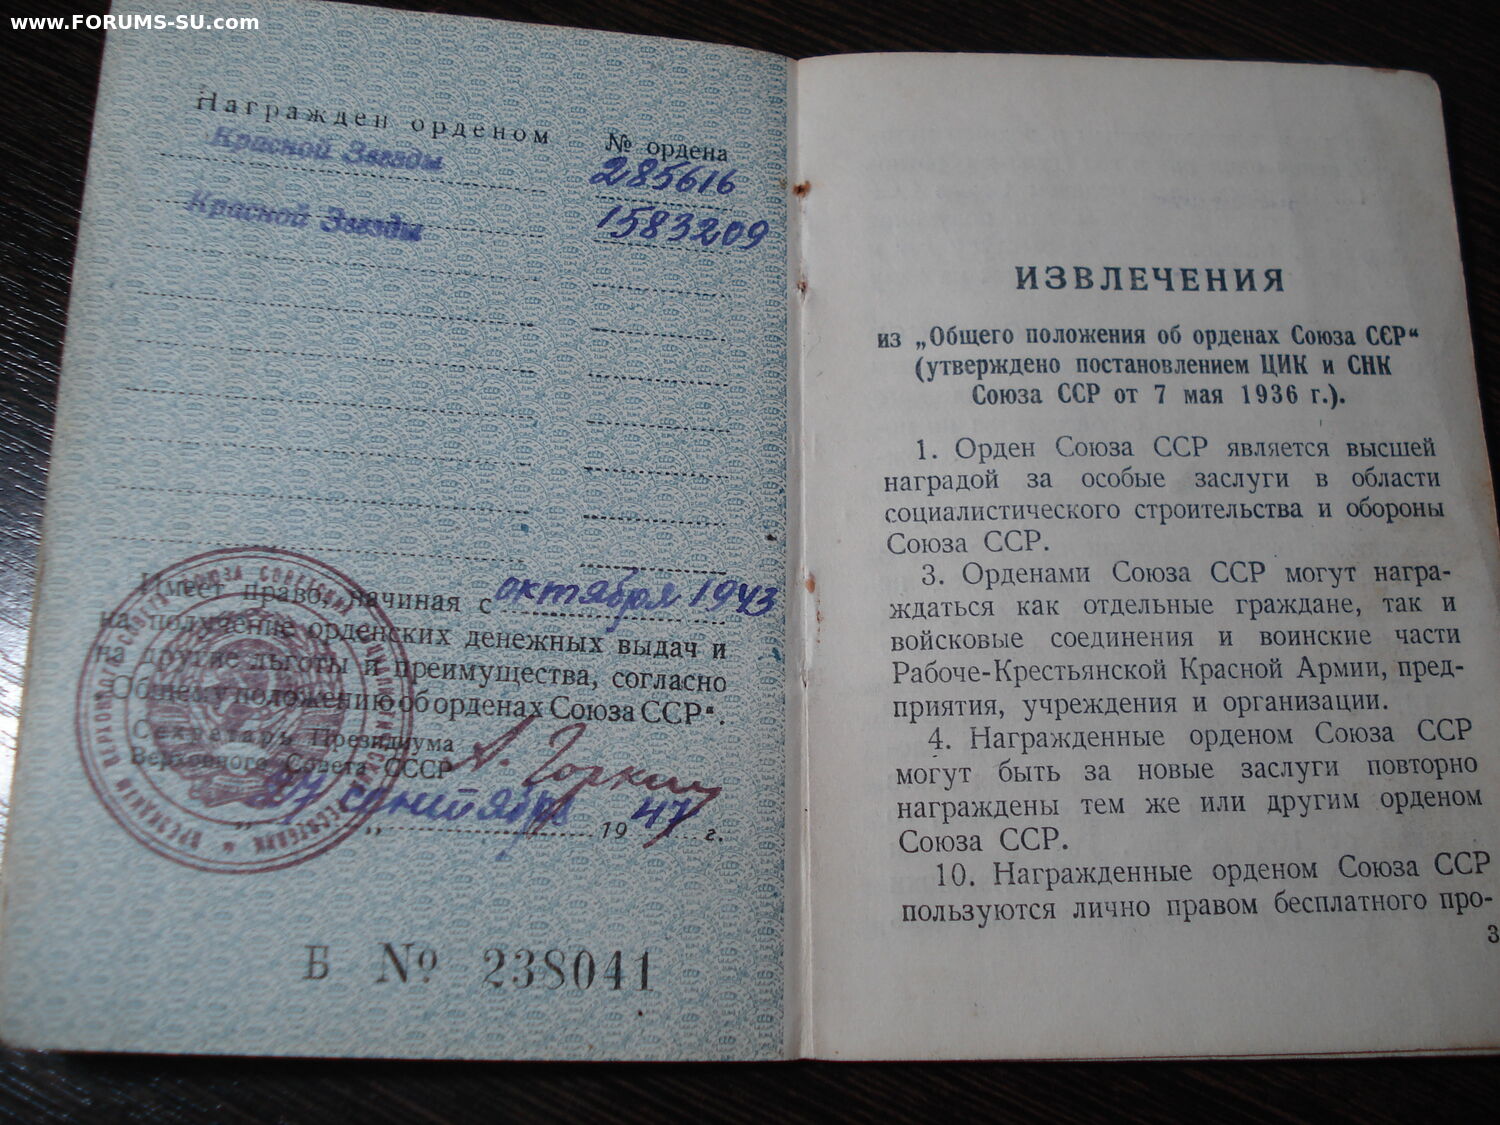 www.FORUMS-SU.com
Награжден орденом № ордена
Красной Звезды 285616
Красной Звезды 1583209
Имеет право, начиная с октября 1943
на получение орденских денежных выдач и
на другие льготы и преимущества, согласно
„Общему положению об орденах Союза ССР“.
Секретарь Президиума
Верховного Совета СССР А. Горкин
„27“ сентября 1947 г.
Б № 238041
ИЗВЛЕЧЕНИЯ
из „Общего положения об орденах Союза ССР“
(утверждено постановлением ЦИК и СНК
Союза ССР от 7 мая 1936 г.).
1. Орден Союза ССР является высшей
наградой за особые заслуги в области
социалистического строительства и обороны
Союза ССР.
3. Орденами Союза ССР могут награ-
ждаться как отдельные граждане, так и
войсковые соединения и воинские части
Рабоче-Крестьянской Красной Армии, пред-
приятия, учреждения и организации.
4. Награжденные орденом Союза ССР
могут быть за новые заслуги повторно
награждены тем же или другим орденом
Союза ССР.
10. Награжденные орденом Союза ССР
пользуются лично правом бесплатного про-
3